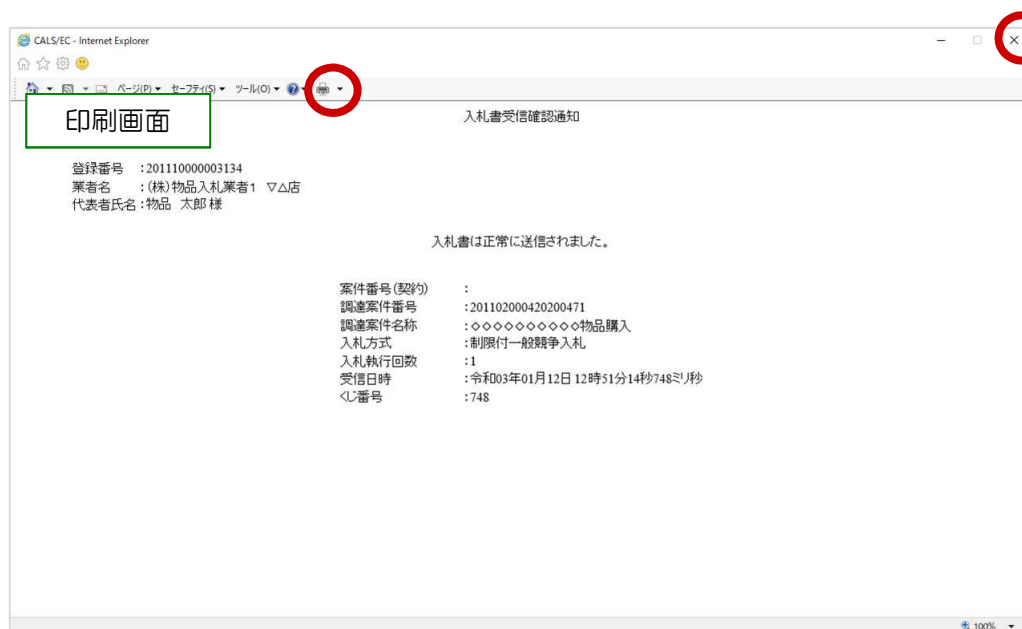 CALS/EC - Internet Explorer
ページ(P) セーフティ(S) ツール(O)
印刷画面
入札書受信確認通知
登録番号 :201110000003134
業者名 :(株)物品入札業者1 ▽△店
代表者氏名:物品 太郎 様
入札書は正常に送信されました。
案件番号(契約) :
調達案件番号 :201102000420200471
調達案件名称 :◇◇◇◇◇◇◇◇◇◇物品購入
入札方式 :制限付一般競争入札
入札執行回数 :1
受信日時 :令和03年01月12日 12時51分14秒748ミリ秒
くじ番号 :748
100%